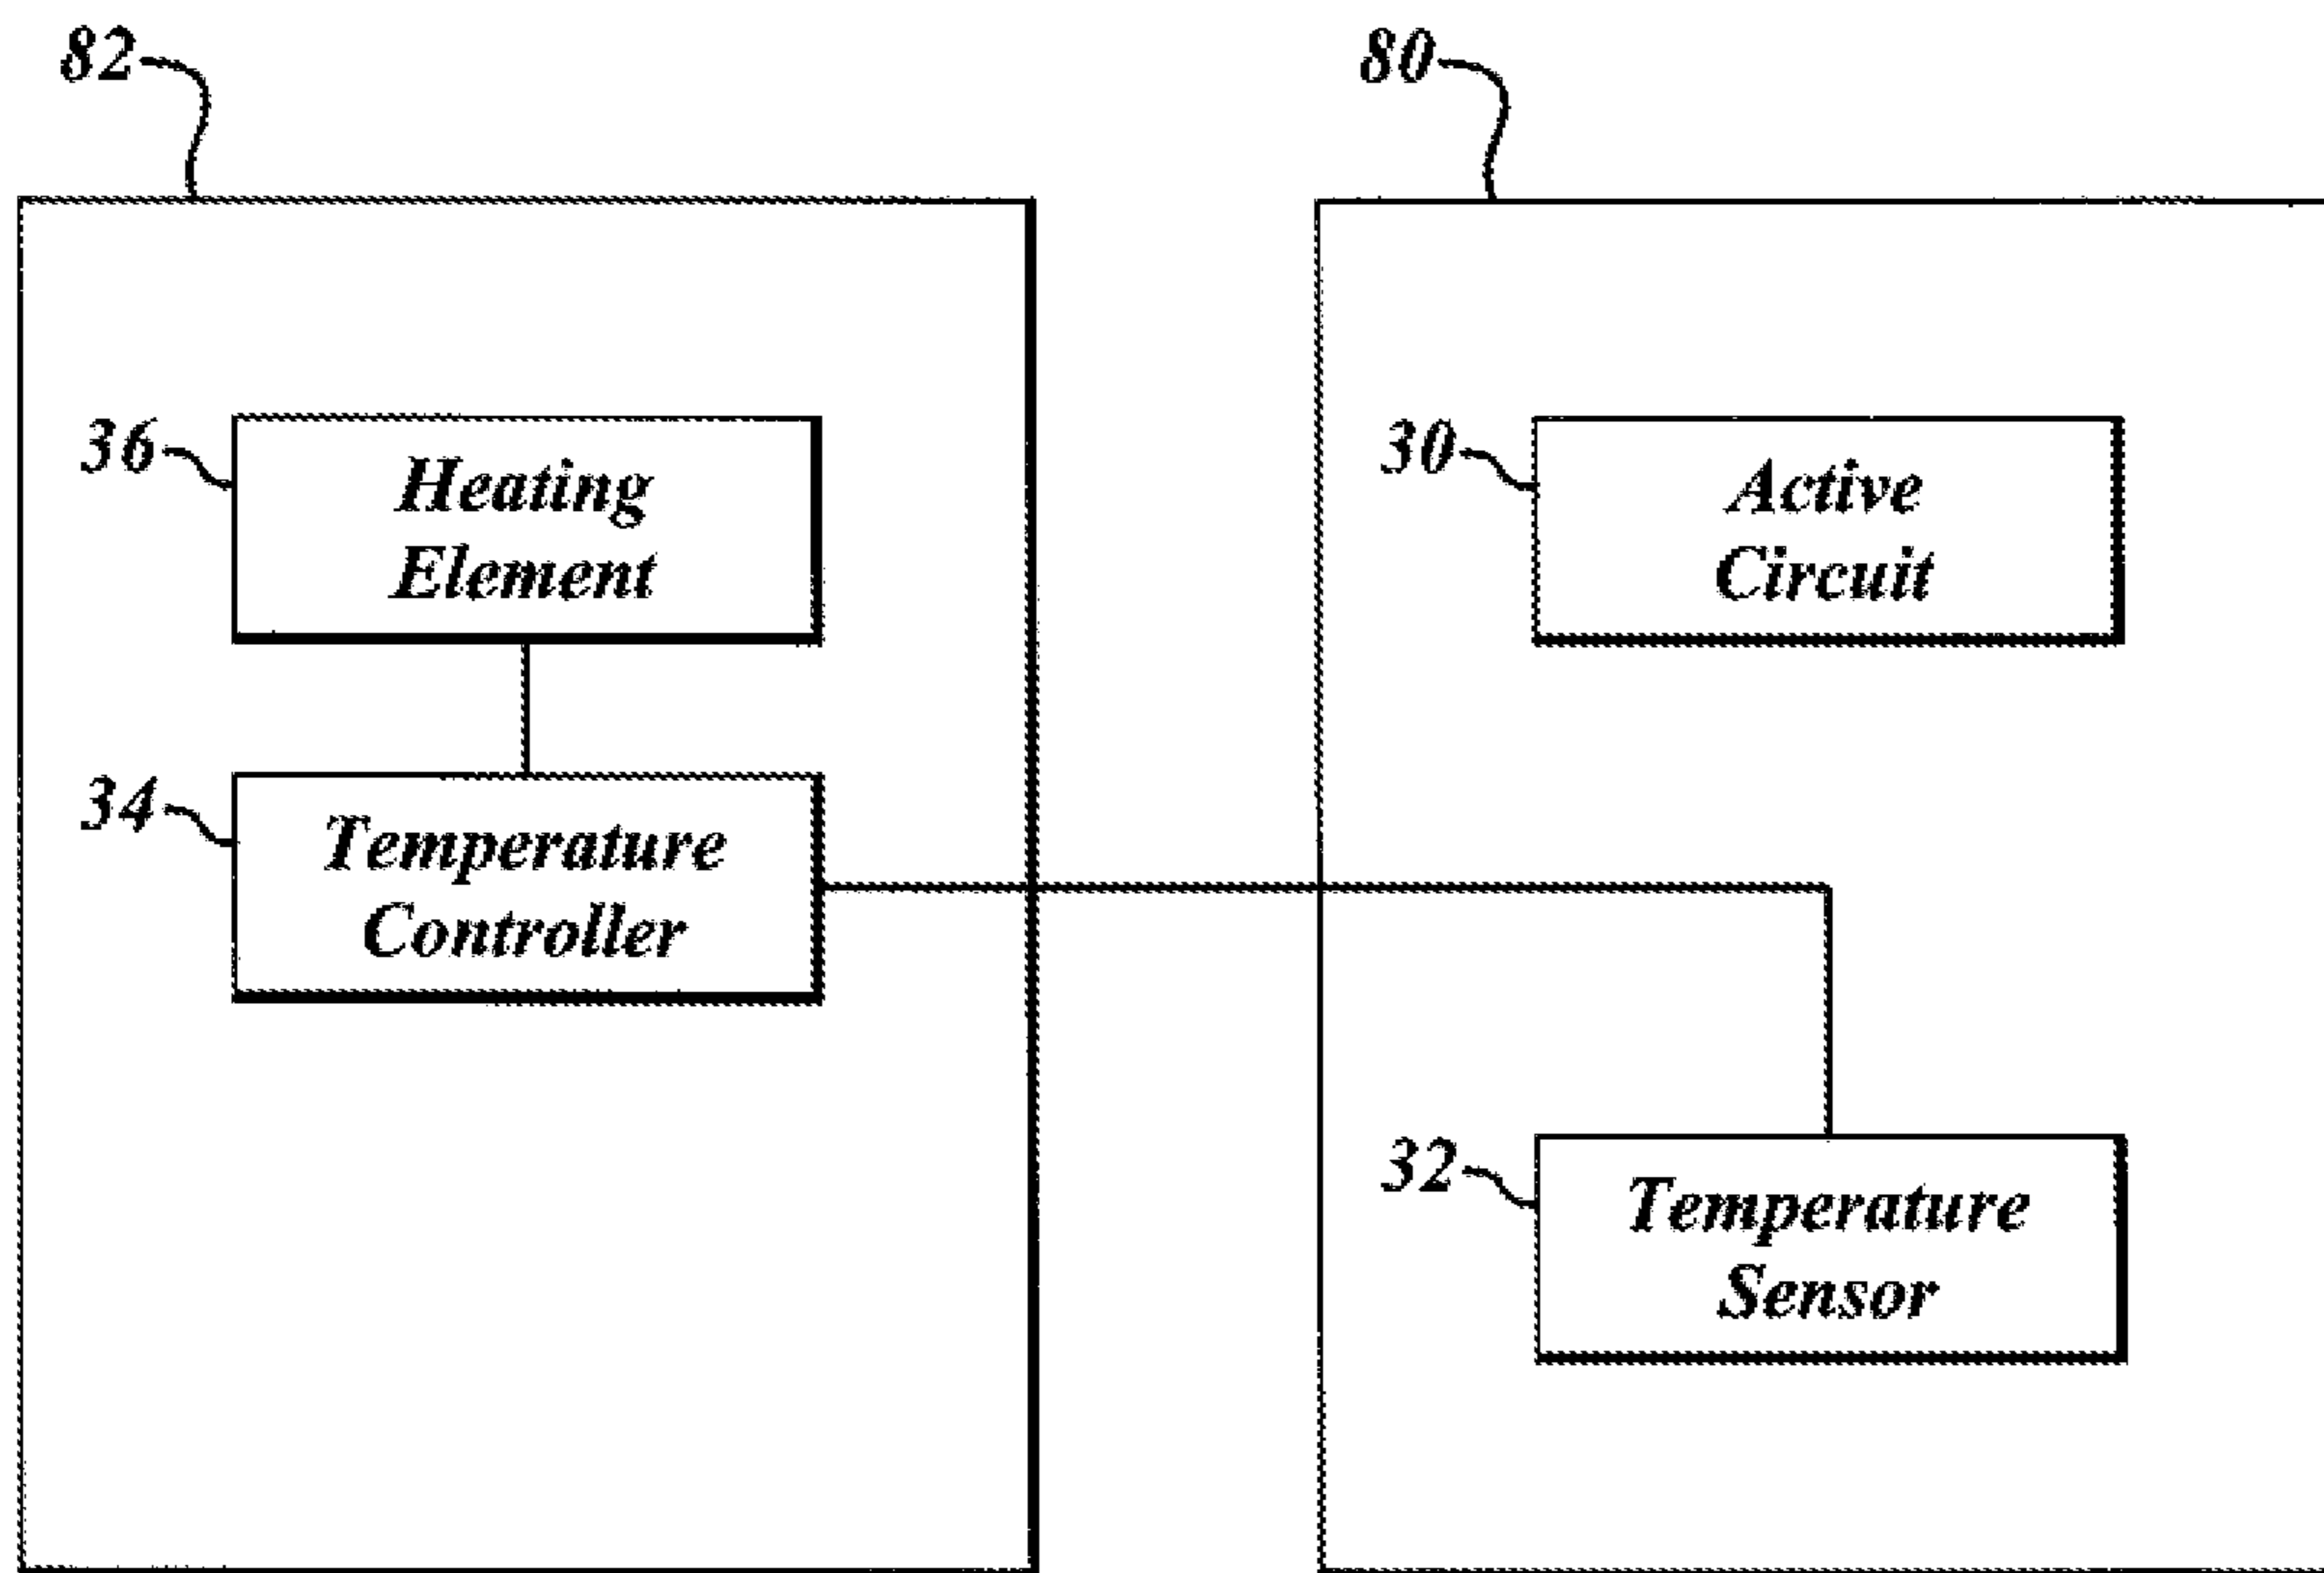 82
80
36
Heating
Element
30
Active
Circuit
34
Temperature
Controller
32
Temperature
Sensor